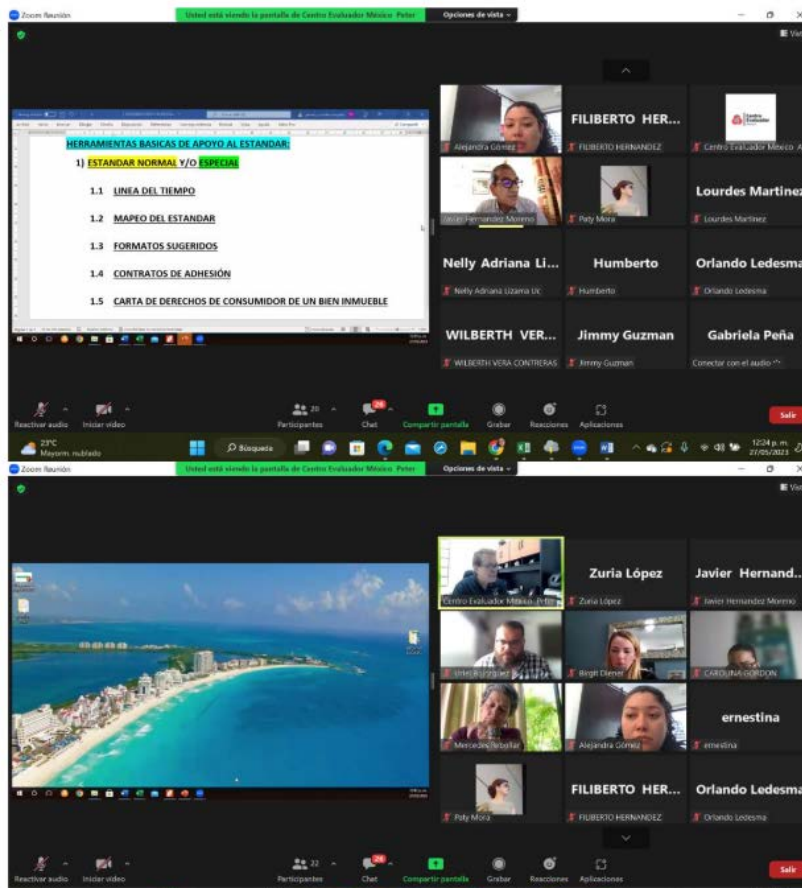 Zoom Reunión
Usted está viendo la pantalla de Centro Evaluador México Peter
Opciones de vista
HERRAMIENTAS BASICAS DE APOYO AL ESTANDAR:
1) ESTANDAR NORMAL Y/O ESPECIAL
1.1 LINEA DEL TIEMPO
1.2 MAPEO DEL ESTANDAR
1.3 FORMATOS SUGERIDOS
1.4 CONTRATOS DE ADHESIÓN
1.5 CARTA DE DERECHOS DE CONSUMIDOR DE UN BIEN INMUEBLE
Alejandra Gómez
FILIBERTO HER...
FILIBERTO HERNANDEZ
Centro Evaluador México
Centro Evaluador México A
Javier Hernandez Moreno
Paty Mora
Lourdes Martinez
Lourdes Martinez
Nelly Adriana Li...
Nelly Adriana Lizarra Uc
Humberto
Humberto
Orlando Ledesma
Orlando Ledesma
WILBERTH VER...
WILBERTH VERA CONTRERAS
Jimmy Guzman
Jimmy Guzman
Gabriela Peña
Conectar con el audio
Reactivar audio
Iniciar video
20
Participantes
Chat
Compartir pantalla
Grabar
Reacciones
Aplicaciones
Salir
23°C
Mayorm. nublado
Búsqueda
12:24 p. m.
27/05/2023
Zoom Reunión
Usted está viendo la pantalla de Centro Evaluador México Peter
Opciones de vista
Centro Evaluador México Peter
Zuria López
Zuria López
Javier Hernand...
Javier Hernandez Moreno
Birgit Diener
CAROLINA GORDON
Mercedes Rebollar
Alejandra Gómez
ernestina
ernestina
Paty Mora
FILIBERTO HER...
FILIBERTO HERNANDEZ
Orlando Ledesma
Orlando Ledesma
Reactivar audio
Iniciar video
22
Participantes
Chat
Compartir pantalla
Grabar
Reacciones
Aplicaciones
Salir